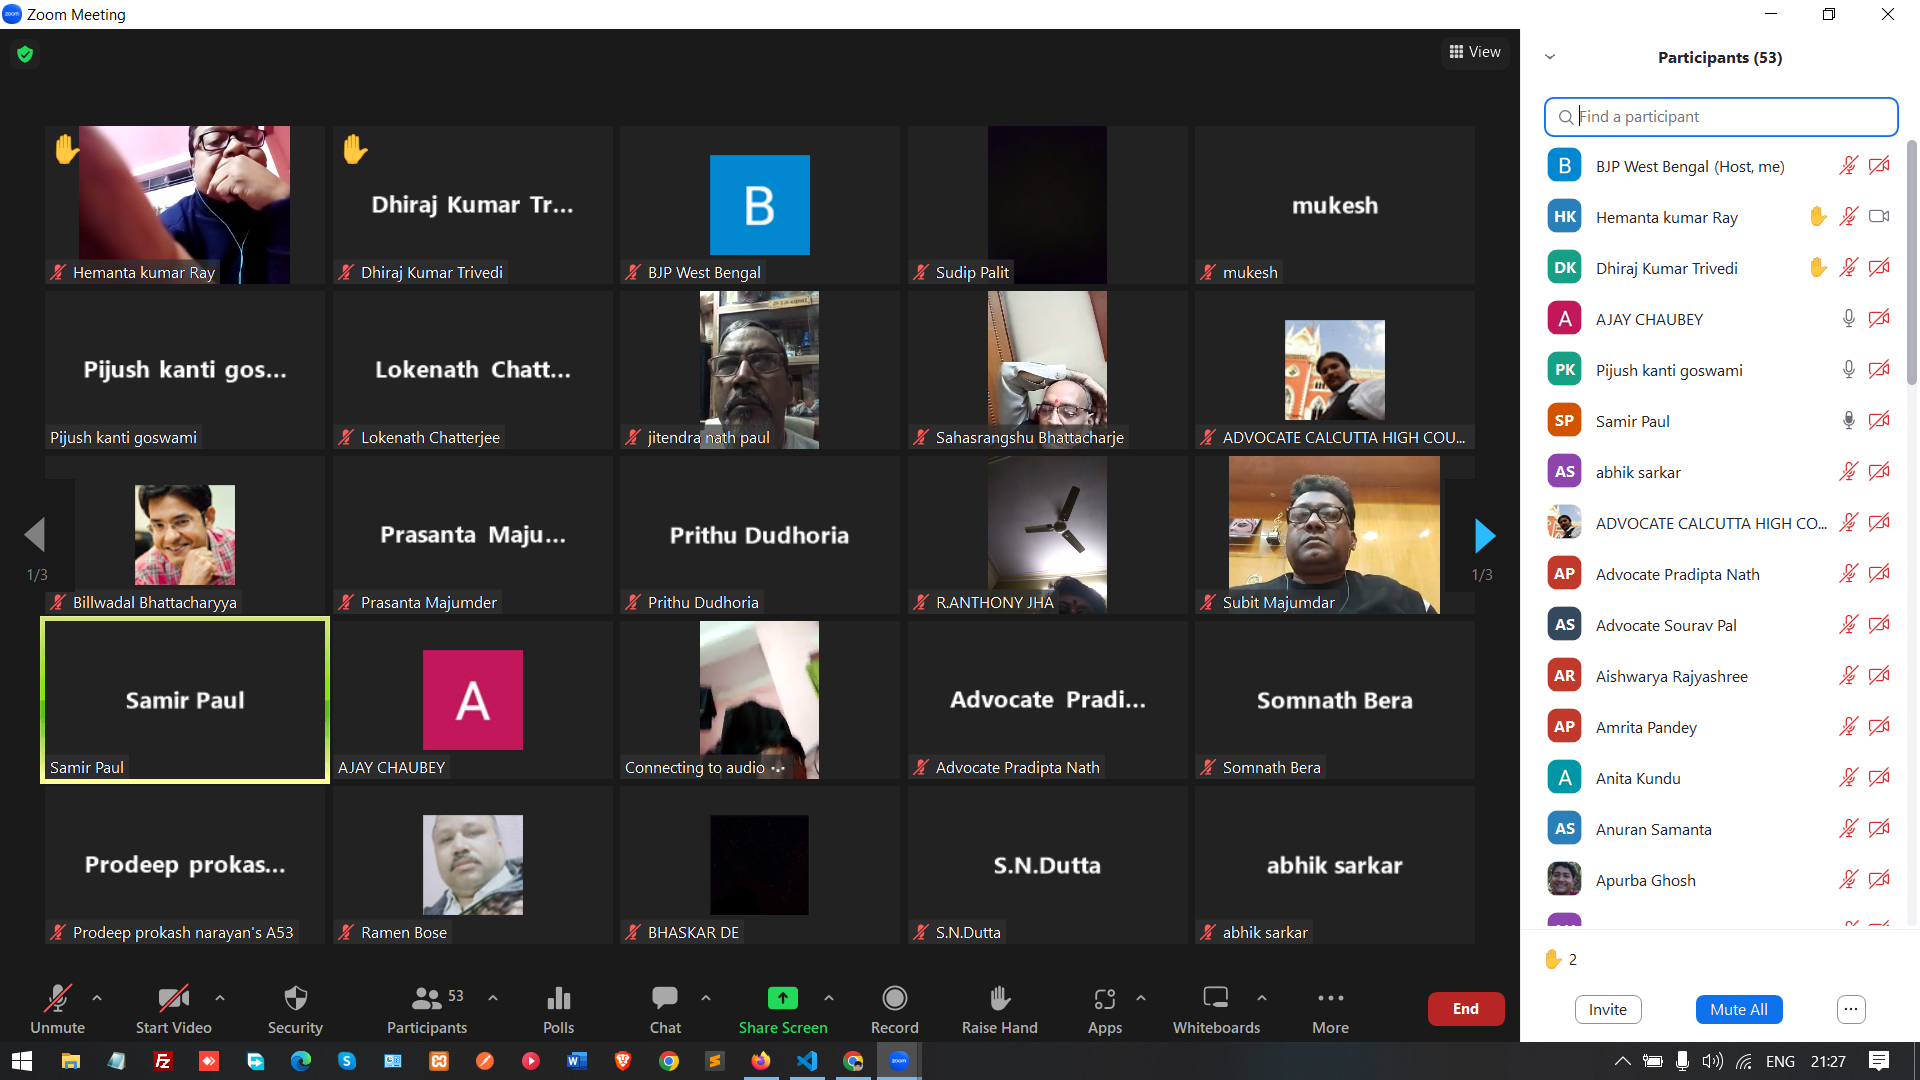 Zoom Meeting
View
Hemanta kumar Ray
Dhiraj Kumar Tr...
Dhiraj Kumar Trivedi
B
BJP West Bengal
Sudip Palit
mukesh
mukesh
Pijush kanti gos...
Pijush kanti goswami
Lokenath Chatt...
Lokenath Chatterjee
jitendra nath paul
Sahasrangshu Bhattacharje
ADVOCATE CALCUTTA HIGH COU...
1/3
Billwadal Bhattacharyya
Prasanta Maju...
Prasanta Majumder
Prithu Dudhoria
Prithu Dudhoria
R.ANTHONY JHA
Subit Majumdar
1/3
Samir Paul
Samir Paul
A
AJAY CHAUBEY
Connecting to audio ...
Advocate Pradi...
Advocate Pradipta Nath
Somnath Bera
Somnath Bera
Prodeep prokas...
Prodeep prokash narayan's A53
Ramen Bose
BHASKAR DE
S.N.Dutta
S.N.Dutta
abhik sarkar
abhik sarkar
Unmute
Start Video
Security
53
Participants
Polls
Chat
Share Screen
Record
Raise Hand
Apps
Whiteboards
More
End
Participants (53)
Find a participant
B BJP West Bengal (Host, me)
HK Hemanta kumar Ray
DK Dhiraj Kumar Trivedi
A AJAY CHAUBEY
PK Pijush kanti goswami
SP Samir Paul
AS abhik sarkar
ADVOCATE CALCUTTA HIGH CO...
AP Advocate Pradipta Nath
AS Advocate Sourav Pal
AR Aishwarya Rajyashree
AP Amrita Pandey
A Anita Kundu
AS Anuran Samanta
Apurba Ghosh
2
Invite
Mute All
...
ENG
21:27